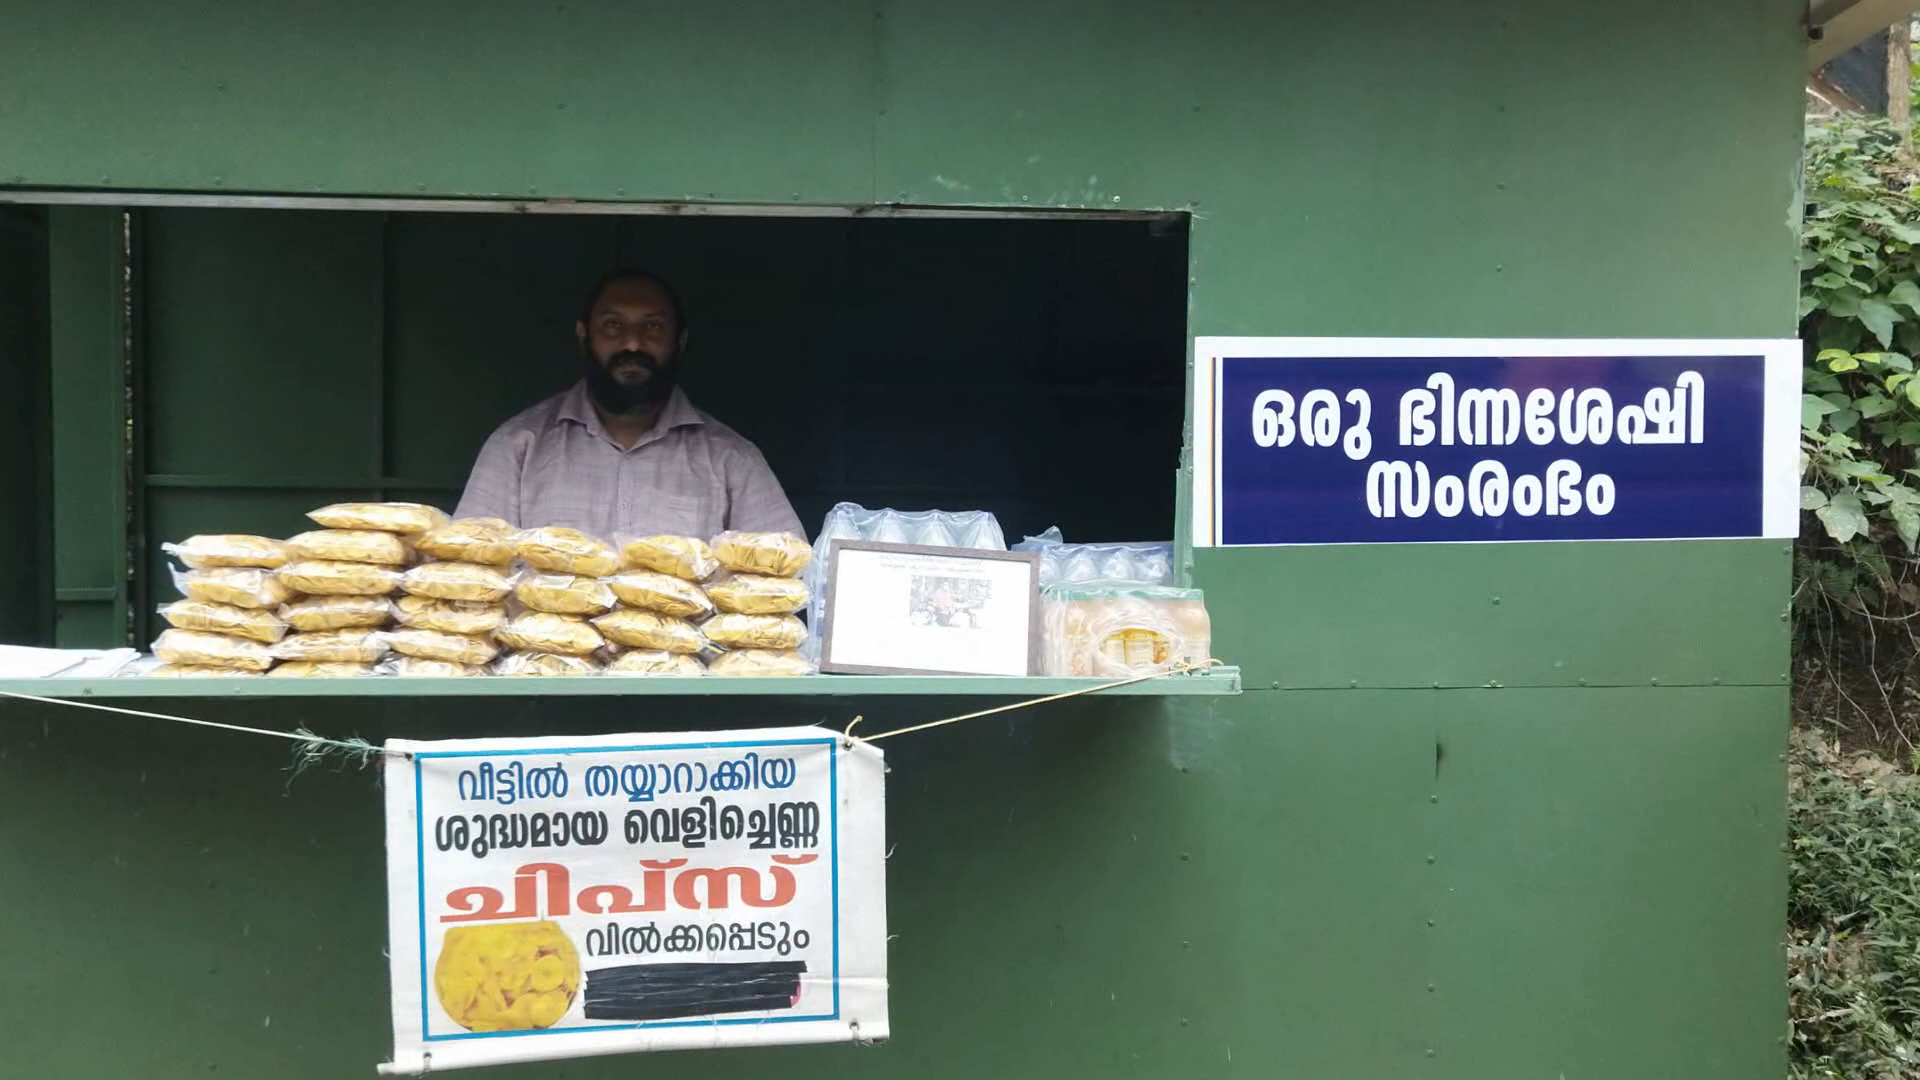 ഒരു ഭിന്നശേഷി
സംരംഭം
വീട്ടിൽ തയ്യാറാക്കിയ
ശുദ്ധമായ വെളിച്ചെണ്ണ
ചിപ്സ്
വിൽക്കപ്പെടും